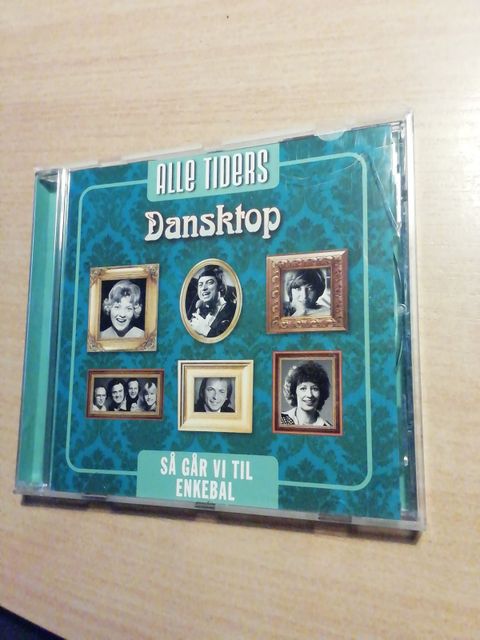 ALLE TIDERS
Dansktop
SÅ GÅR VI TIL
ENKEBAL